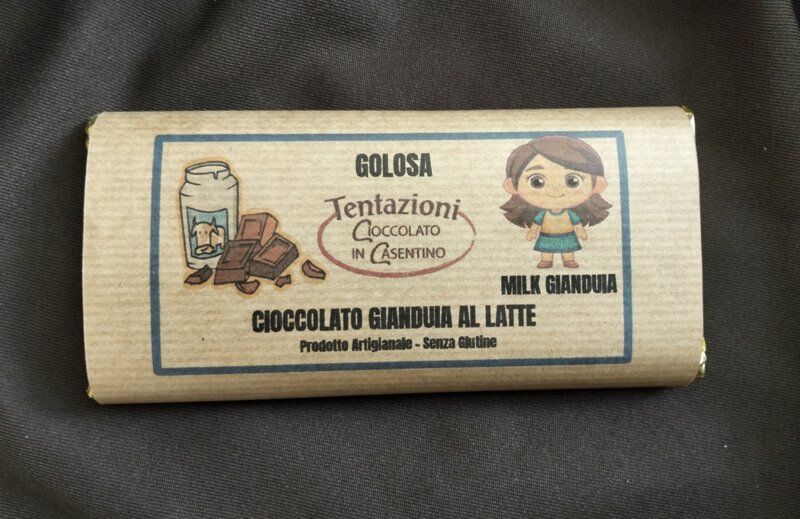 GOLOSA
Tentazioni
CIOCCOLATO
IN CASENTINO
MILK GIANDUIA
CIOCCOLATO GIANDUIA AL LATTE
Prodotto Artigianale - Senza Glutine